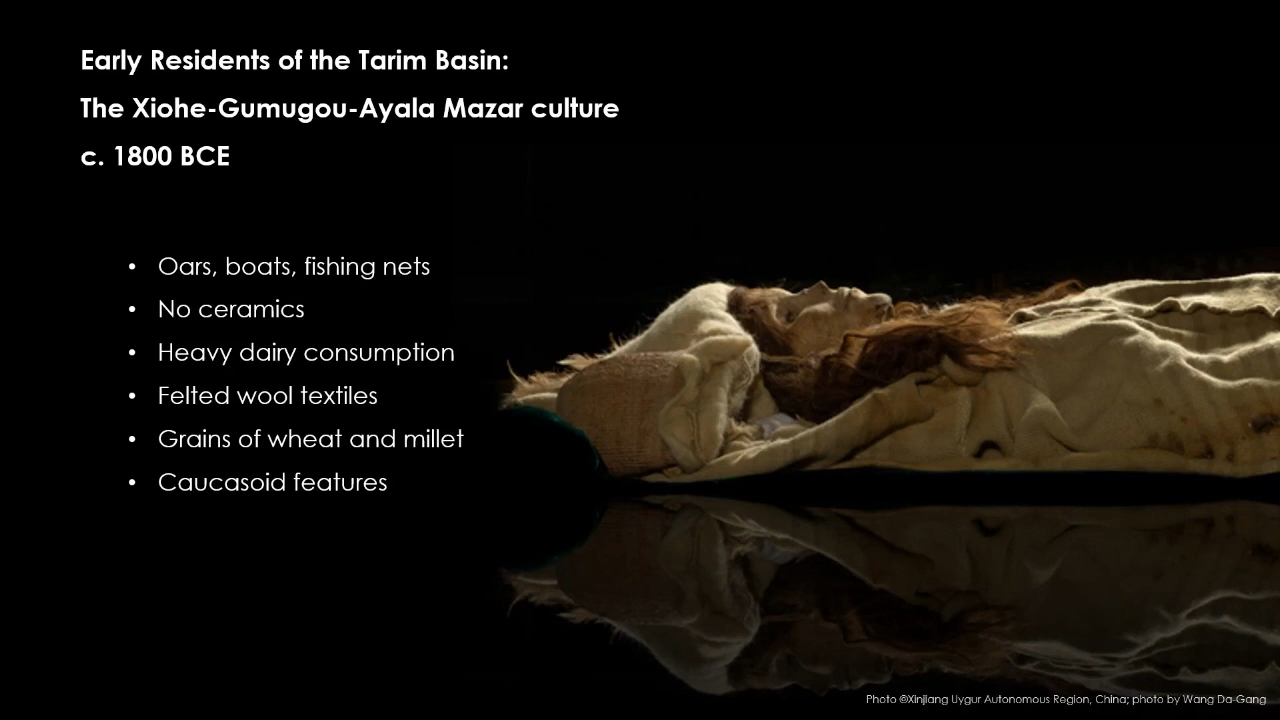 Early Residents of the Tarim Basin:
The Xiohe-Gumugou-Ayala Mazar culture
c. 1800 BCE
• Oars, boats, fishing nets
• No ceramics
• Heavy dairy consumption
• Felted wool textiles
• Grains of wheat and millet
• Caucasoid features
Photo ©Xinjiang Uygur Autonomous Region, China; photo by Wang Da-Gang